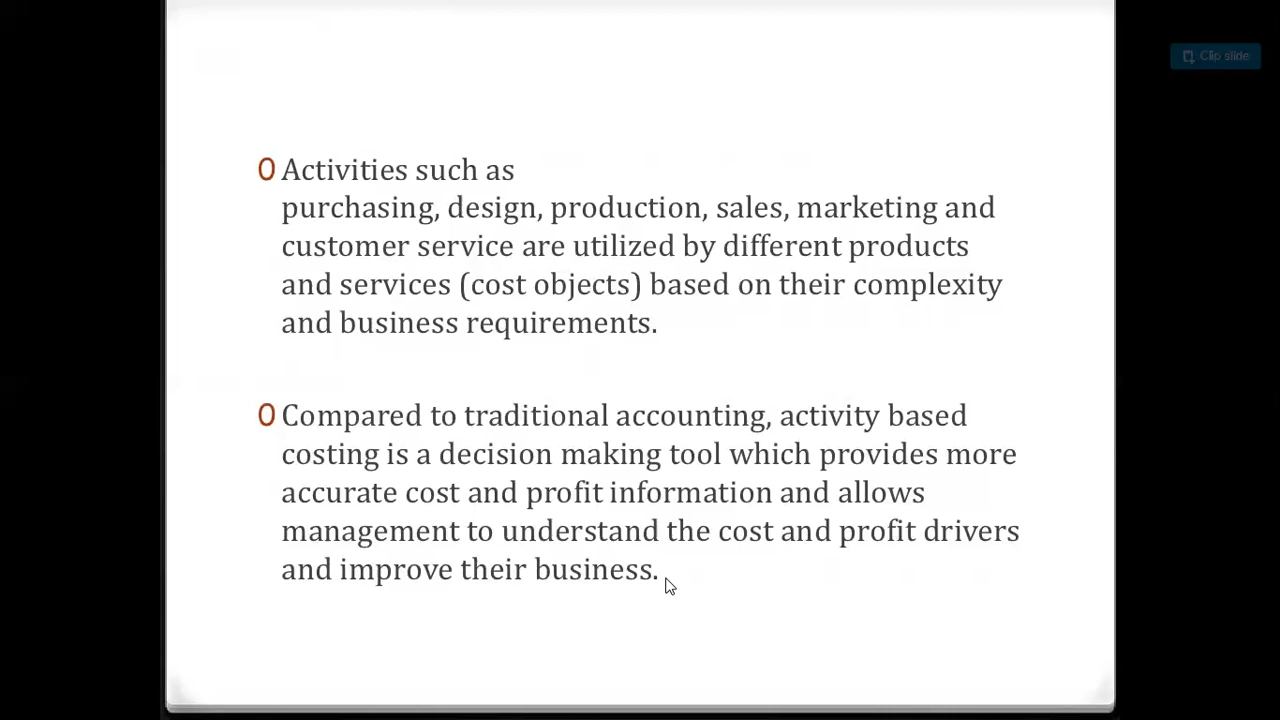 Clip slide
O Activities such as
purchasing, design, production, sales, marketing and
customer service are utilized by different products
and services (cost objects) based on their complexity
and business requirements.
O Compared to traditional accounting, activity based
costing is a decision making tool which provides more
accurate cost and profit information and allows
management to understand the cost and profit drivers
and improve their business.